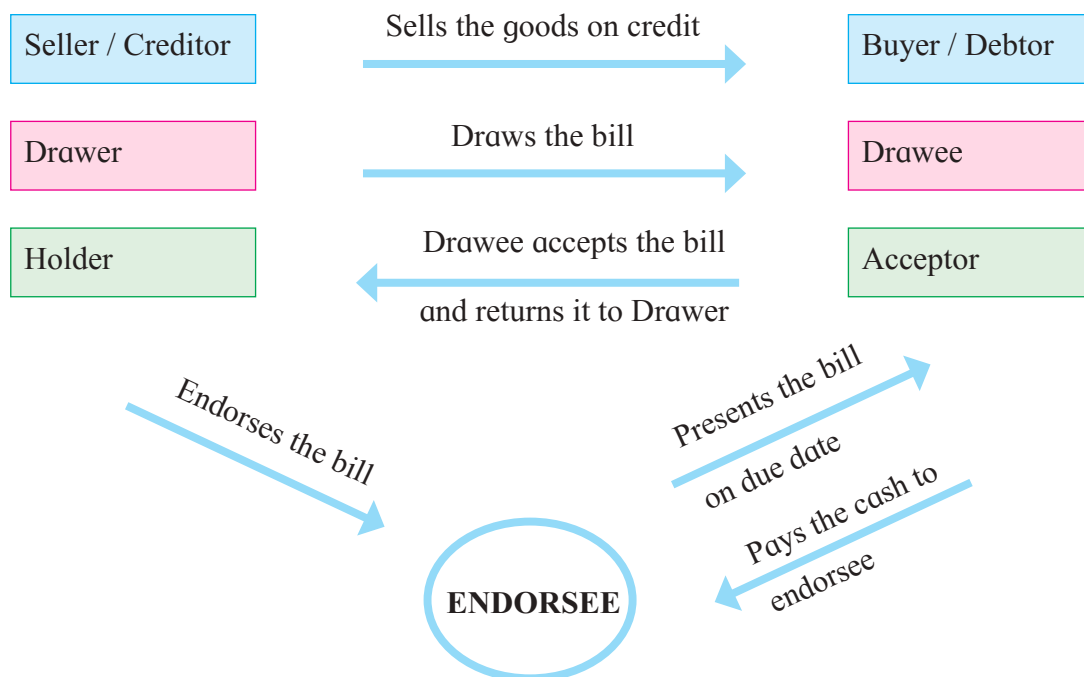 Seller / Creditor
Sells the goods on credit
Buyer / Debtor
Drawer
Draws the bill
Drawee
Holder
Drawee accepts the bill
and returns it to Drawer
Acceptor
Endorses the bill
Presents the bill
on due date
Pays the cash to
endorsee
ENDORSEE